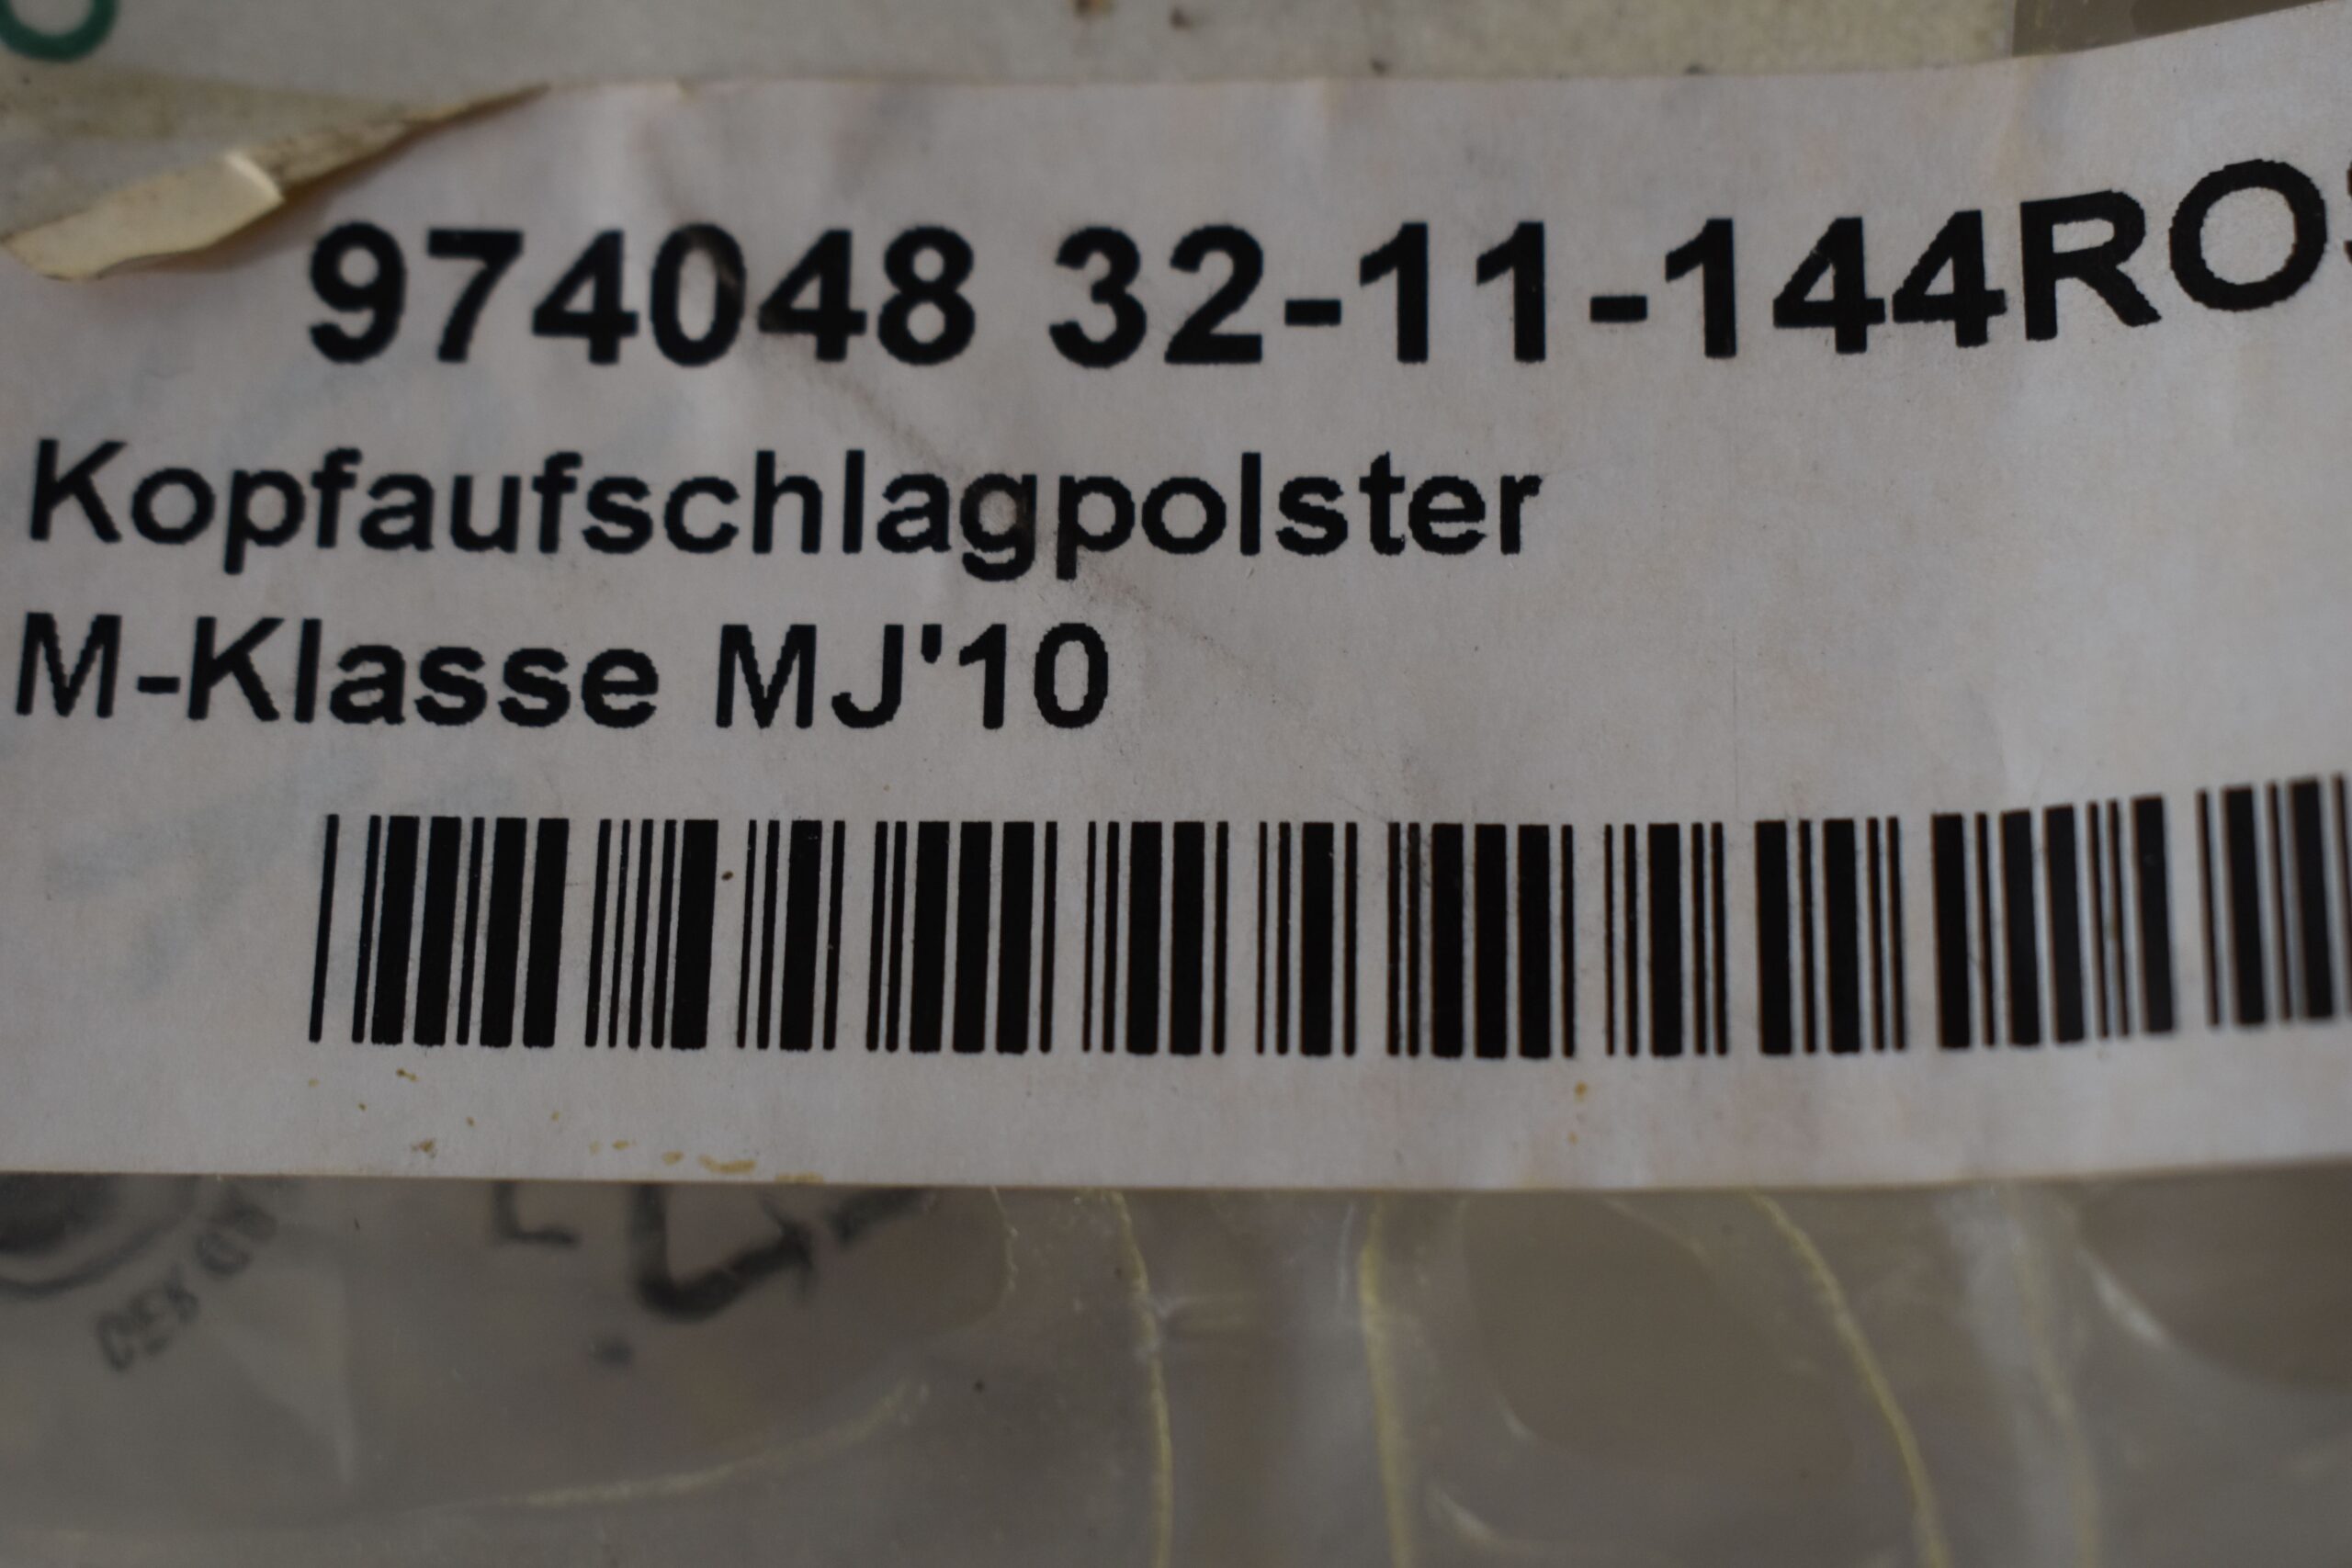 974048 32-11-144RO
Kopfaufschlagpolster
M-Klasse MJ'10